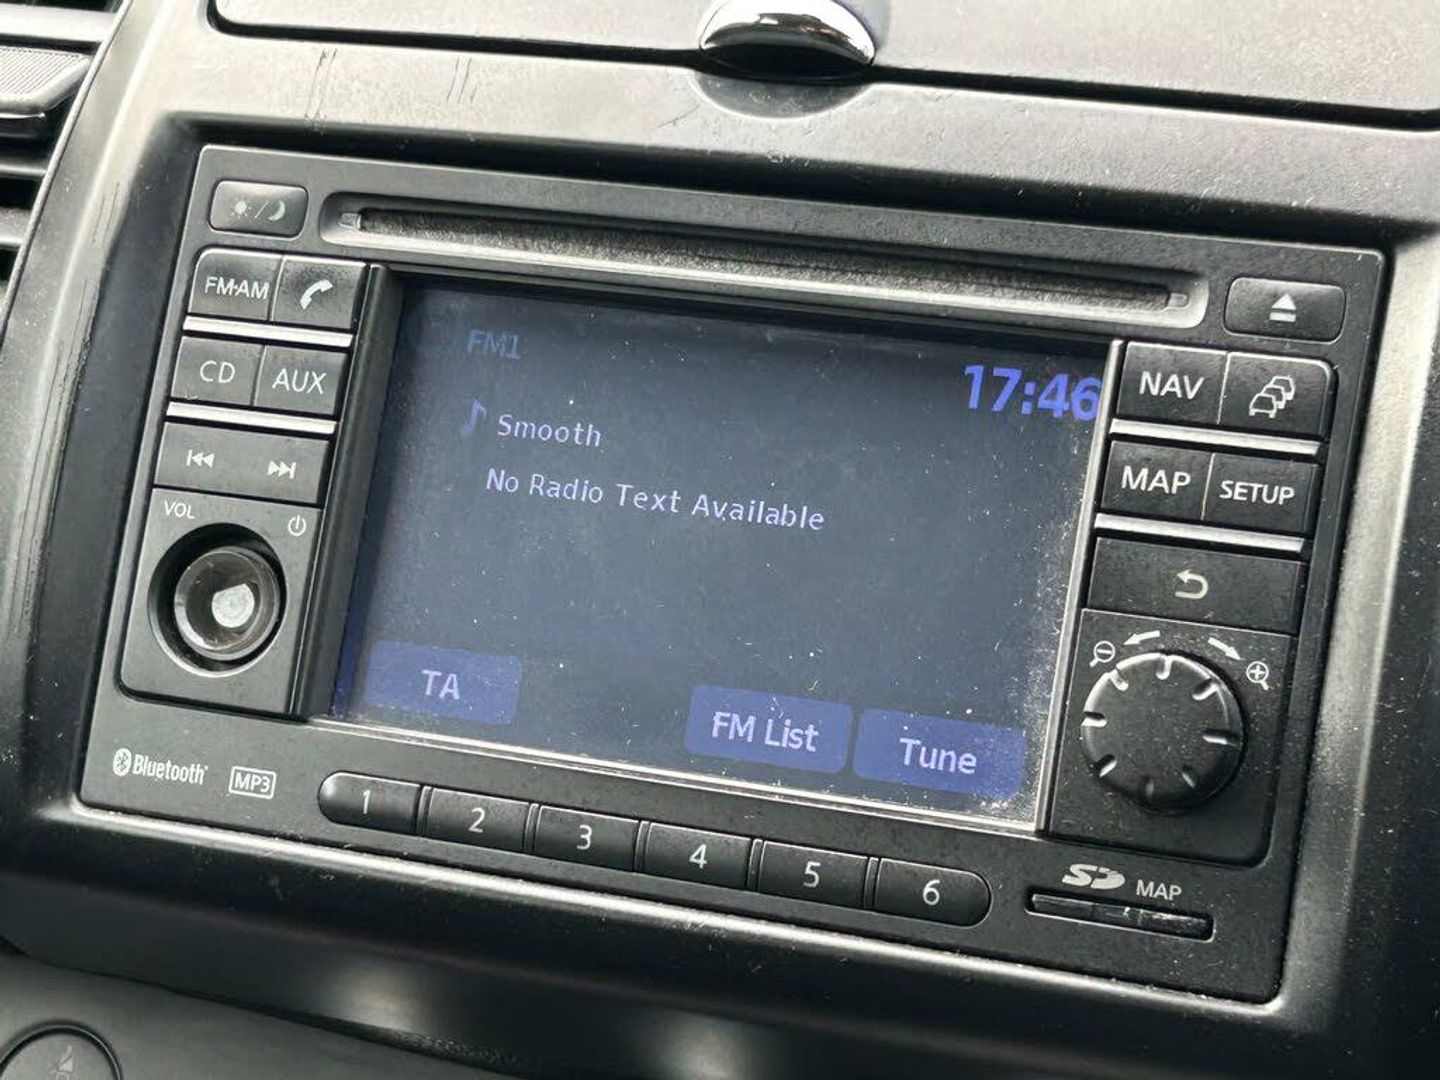 FM·AM
CD
AUX
VOL
FM1
17:46
Smooth
No Radio Text Available
TA
FM List
Tune
NAV
MAP
SETUP
Bluetooth
MP3
1
2
3
4
5
6
SD
MAP